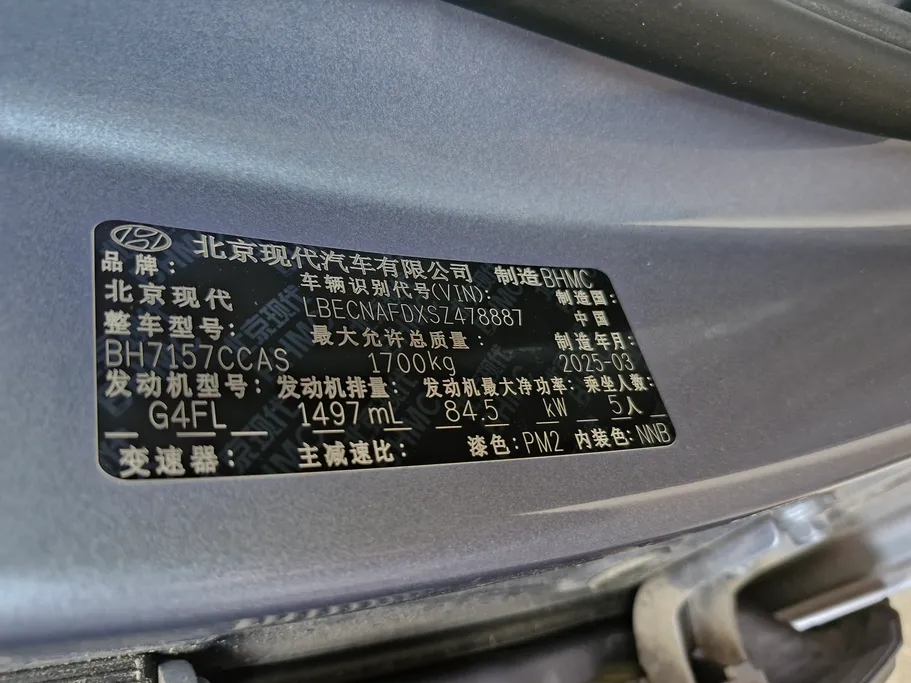 北京现代汽车有限公司 制造BHMC
品牌： 车辆识别代号(VIN)： 制造国：
北京现代 LBECNAFDXSZ478887 中国
整车型号： 最大允许总质量： 制造年月：
BH7157CCAS 1700kg 2025-03
发动机型号： 发动机排量： 发动机最大净功率： 乘坐人数：
G4FL 1497mL 84.5 kW 5人
变速器： 主减速比： 漆色：PM2 内装色：NNB